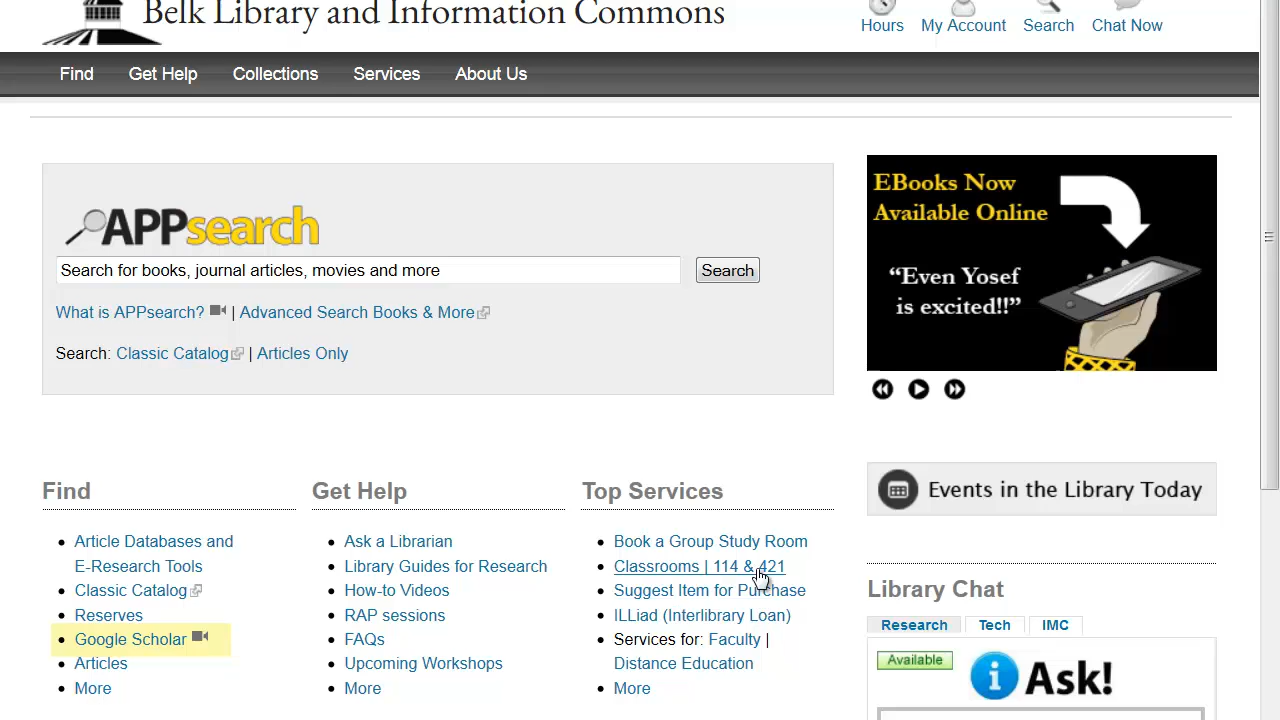 Belk Library and Information Commons
Hours My Account Search Chat Now
Find Get Help Collections Services About Us
APPsearch
Search for books, journal articles, movies and more
Search
What is APPsearch? | Advanced Search Books & More
Search: Classic Catalog | Articles Only
EBooks Now
Available Online
“Even Yosef
is excited!!”
Events in the Library Today
Find
Article Databases and
E-Research Tools
Classic Catalog
Reserves
Google Scholar
Articles
More
Get Help
Ask a Librarian
Library Guides for Research
How-to Videos
RAP sessions
FAQs
Upcoming Workshops
More
Top Services
Book a Group Study Room
Classrooms | 114 & 421
Suggest Item for Purchase
ILLiad (Interlibrary Loan)
Services for: Faculty |
Distance Education
More
Library Chat
Research Tech IMC
Available
i Ask!